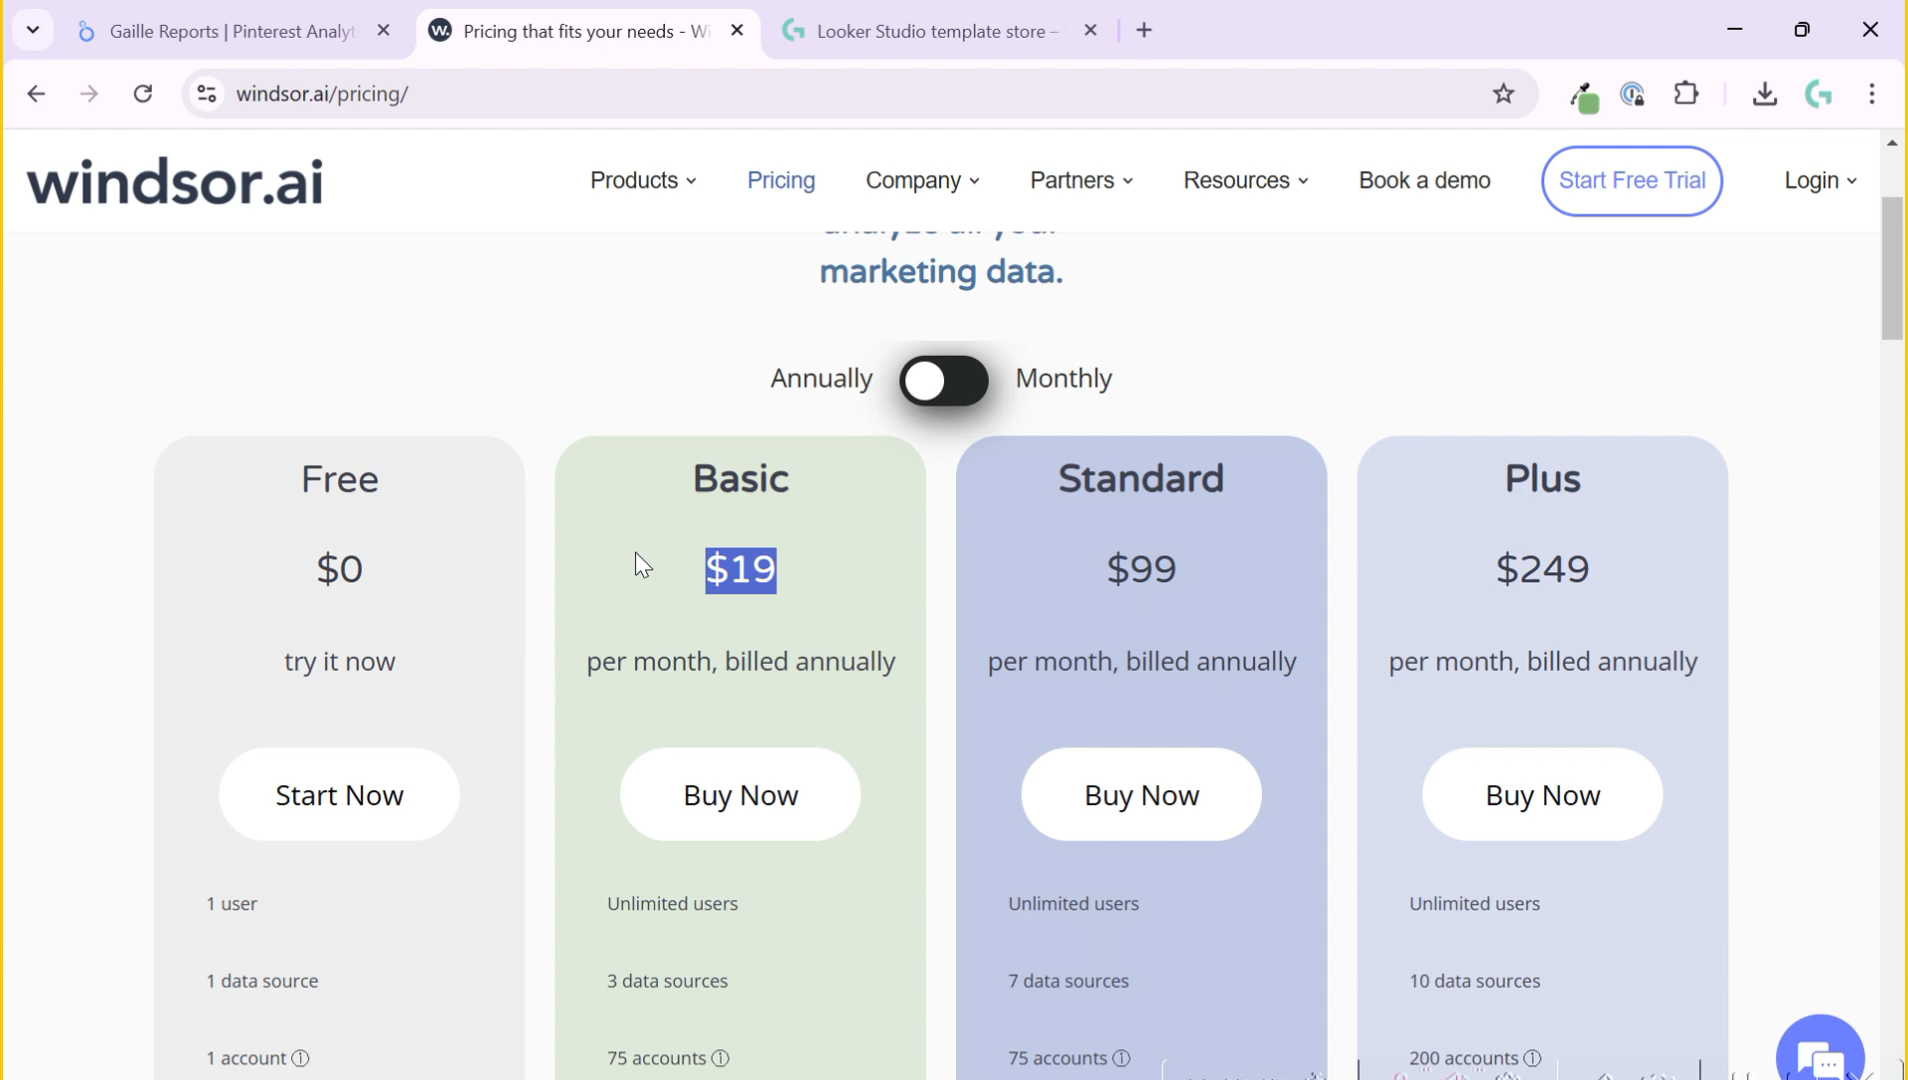 Gaille Reports | Pinterest Analyt
Pricing that fits your needs - Wi
Looker Studio template store –
windsor.ai/pricing/
windsor.ai
Products
Pricing
Company
Partners
Resources
Book a demo
Start Free Trial
Login
analyze all your
marketing data.
Annually
Monthly
Free
Basic
Standard
Plus
$0
$19
$99
$249
try it now
per month, billed annually
per month, billed annually
per month, billed annually
Start Now
Buy Now
Buy Now
Buy Now
1 user
Unlimited users
Unlimited users
Unlimited users
1 data source
3 data sources
7 data sources
10 data sources
1 account
75 accounts
75 accounts
200 accounts